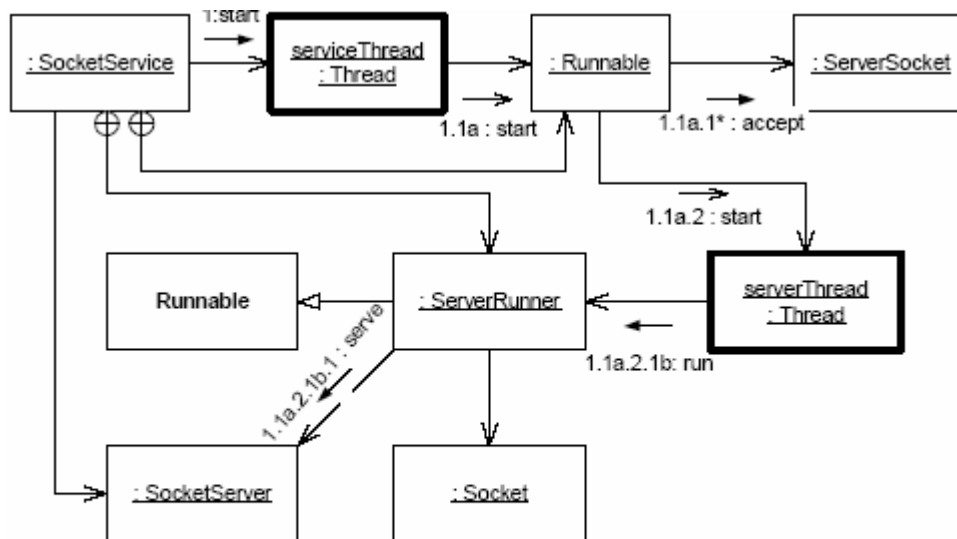 1:start
: SocketService
serviceThread
: Thread
: Runnable
: ServerSocket
1.1a : start
1.1a.1* : accept
1.1a.2 : start
Runnable
: ServerRunner
serverThread
: Thread
1.1a.2.1b: run
1.1a.2.1b.1 : serve
: SocketServer
: Socket